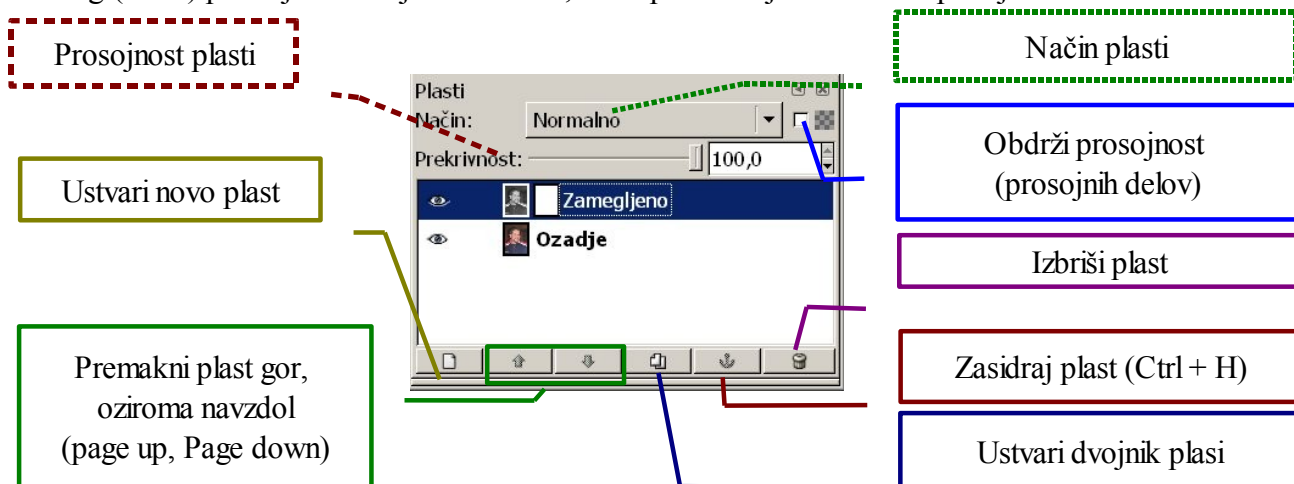 Prosojnost plasti
Način plasti
Plasti
Način:
Normalno
Obdrži prosojnost
(prosojnih delov)
Prekrivnost:
100,0
Ustvari novo plast
Zamegljeno
Ozadje
Izbriši plast
Premakni plast gor,
oziroma navzdol
(page up, Page down)
Zasidraj plast (Ctrl + H)
Ustvari dvojnik plasi